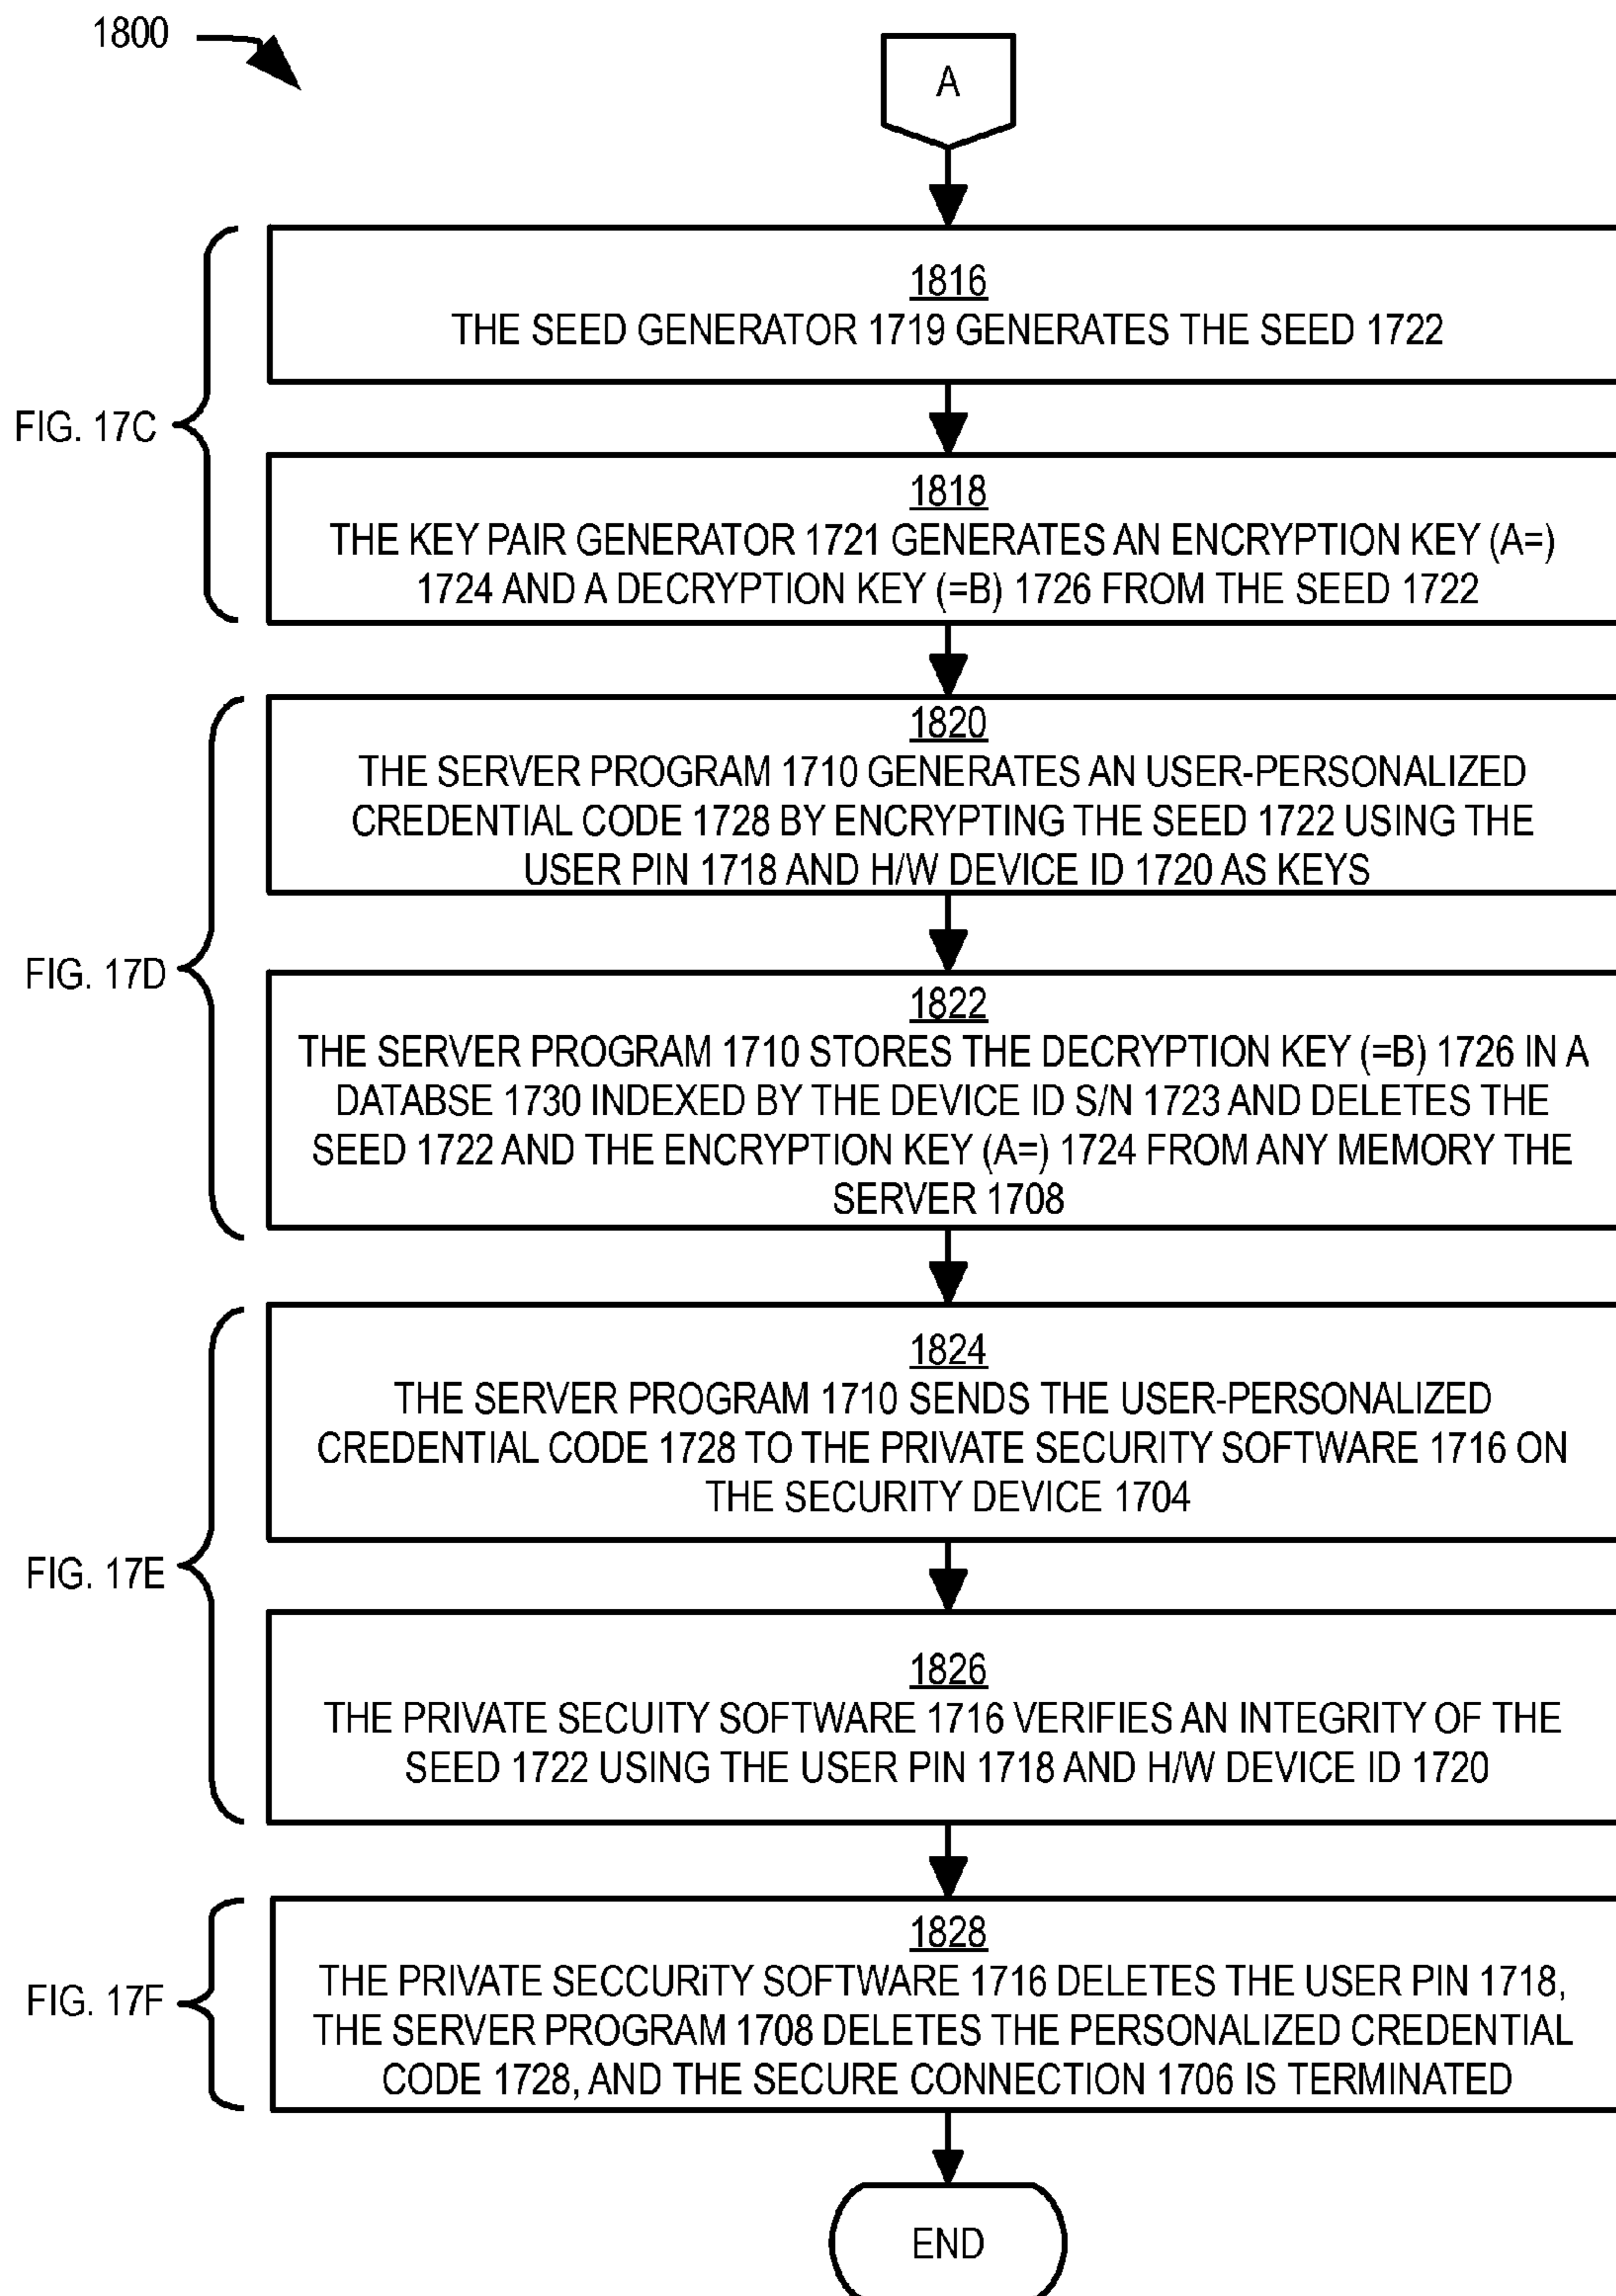 1800
A
1816
THE SEED GENERATOR 1719 GENERATES THE SEED 1722
FIG. 17C
1818
THE KEY PAIR GENERATOR 1721 GENERATES AN ENCRYPTION KEY (A=)
1724 AND A DECRYPTION KEY (=B) 1726 FROM THE SEED 1722
1820
THE SERVER PROGRAM 1710 GENERATES AN USER-PERSONALIZED
CREDENTIAL CODE 1728 BY ENCRYPTING THE SEED 1722 USING THE
USER PIN 1718 AND H/W DEVICE ID 1720 AS KEYS
FIG. 17D
1822
THE SERVER PROGRAM 1710 STORES THE DECRYPTION KEY (=B) 1726 IN A
DATABSE 1730 INDEXED BY THE DEVICE ID S/N 1723 AND DELETES THE
SEED 1722 AND THE ENCRYPTION KEY (A=) 1724 FROM ANY MEMORY THE
SERVER 1708
1824
THE SERVER PROGRAM 1710 SENDS THE USER-PERSONALIZED
CREDENTIAL CODE 1728 TO THE PRIVATE SECURITY SOFTWARE 1716 ON
THE SECURITY DEVICE 1704
FIG. 17E
1826
THE PRIVATE SECUITY SOFTWARE 1716 VERIFIES AN INTEGRITY OF THE
SEED 1722 USING THE USER PIN 1718 AND H/W DEVICE ID 1720
1828
THE PRIVATE SECCURiTY SOFTWARE 1716 DELETES THE USER PIN 1718,
FIG. 17F
THE SERVER PROGRAM 1708 DELETES THE PERSONALIZED CREDENTIAL
CODE 1728, AND THE SECURE CONNECTION 1706 IS TERMINATED
END